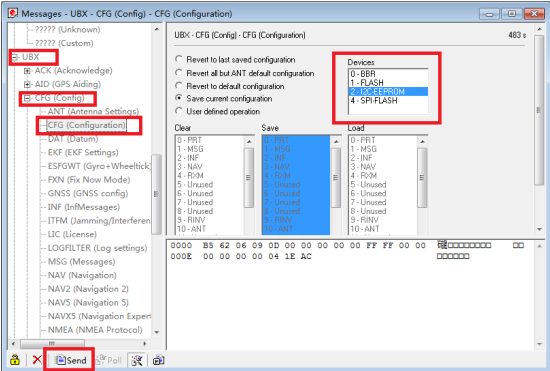 Messages - UBX - CFG (Config) - CFG (Configuration)
????? (Unknown)
????? (Custom)
UBX
ACK (Acknowledge)
AID (GPS Aiding)
CFG (Config)
ANT (Antenna Settings)
CFG (Configuration)
DAT (Datum)
EKF (EKF Settings)
ESFGWT (Gyro+Wheeltick)
FXN (Fix Now Mode)
GNSS (GNSS config)
INF (InfMessages)
ITFM (Jamming/Interferen
LIC (License)
LOGFILTER (Log settings)
MSG (Messages)
NAV (Navigation)
NAV2 (Navigation 2)
NAV5 (Navigation 5)
NAVX5 (Navigation Expert
NMEA (NMEA Protocol)
UBX - CFG (Config) - CFG (Configuration)
483 s
Revert to last saved configuration
Revert all but ANT default configuration
Revert to default configuration
Save current configuration
User defined operation
Devices
0 - BBR
1 - FLASH
2 - I2C-EEPROM
4 - SPI-FLASH
Clear
0 - PRT
1 - MSG
2 - INF
3 - NAV
4 - RXM
5 - Unused
6 - Unused
7 - Unused
8 - Unused
9 - RINV
10 - ANT
Save
0 - PRT
1 - MSG
2 - INF
3 - NAV
4 - RXM
5 - Unused
6 - Unused
7 - Unused
8 - Unused
9 - RINV
10 - ANT
Load
0 - PRT
1 - MSG
2 - INF
3 - NAV
4 - RXM
5 - Unused
6 - Unused
7 - Unused
8 - Unused
9 - RINV
10 - ANT
0000 B5 62 06 09 0D 00 00 00 00 00 FF FF 00 00
000E 00 00 00 00 04 1E AC
Send
Poll